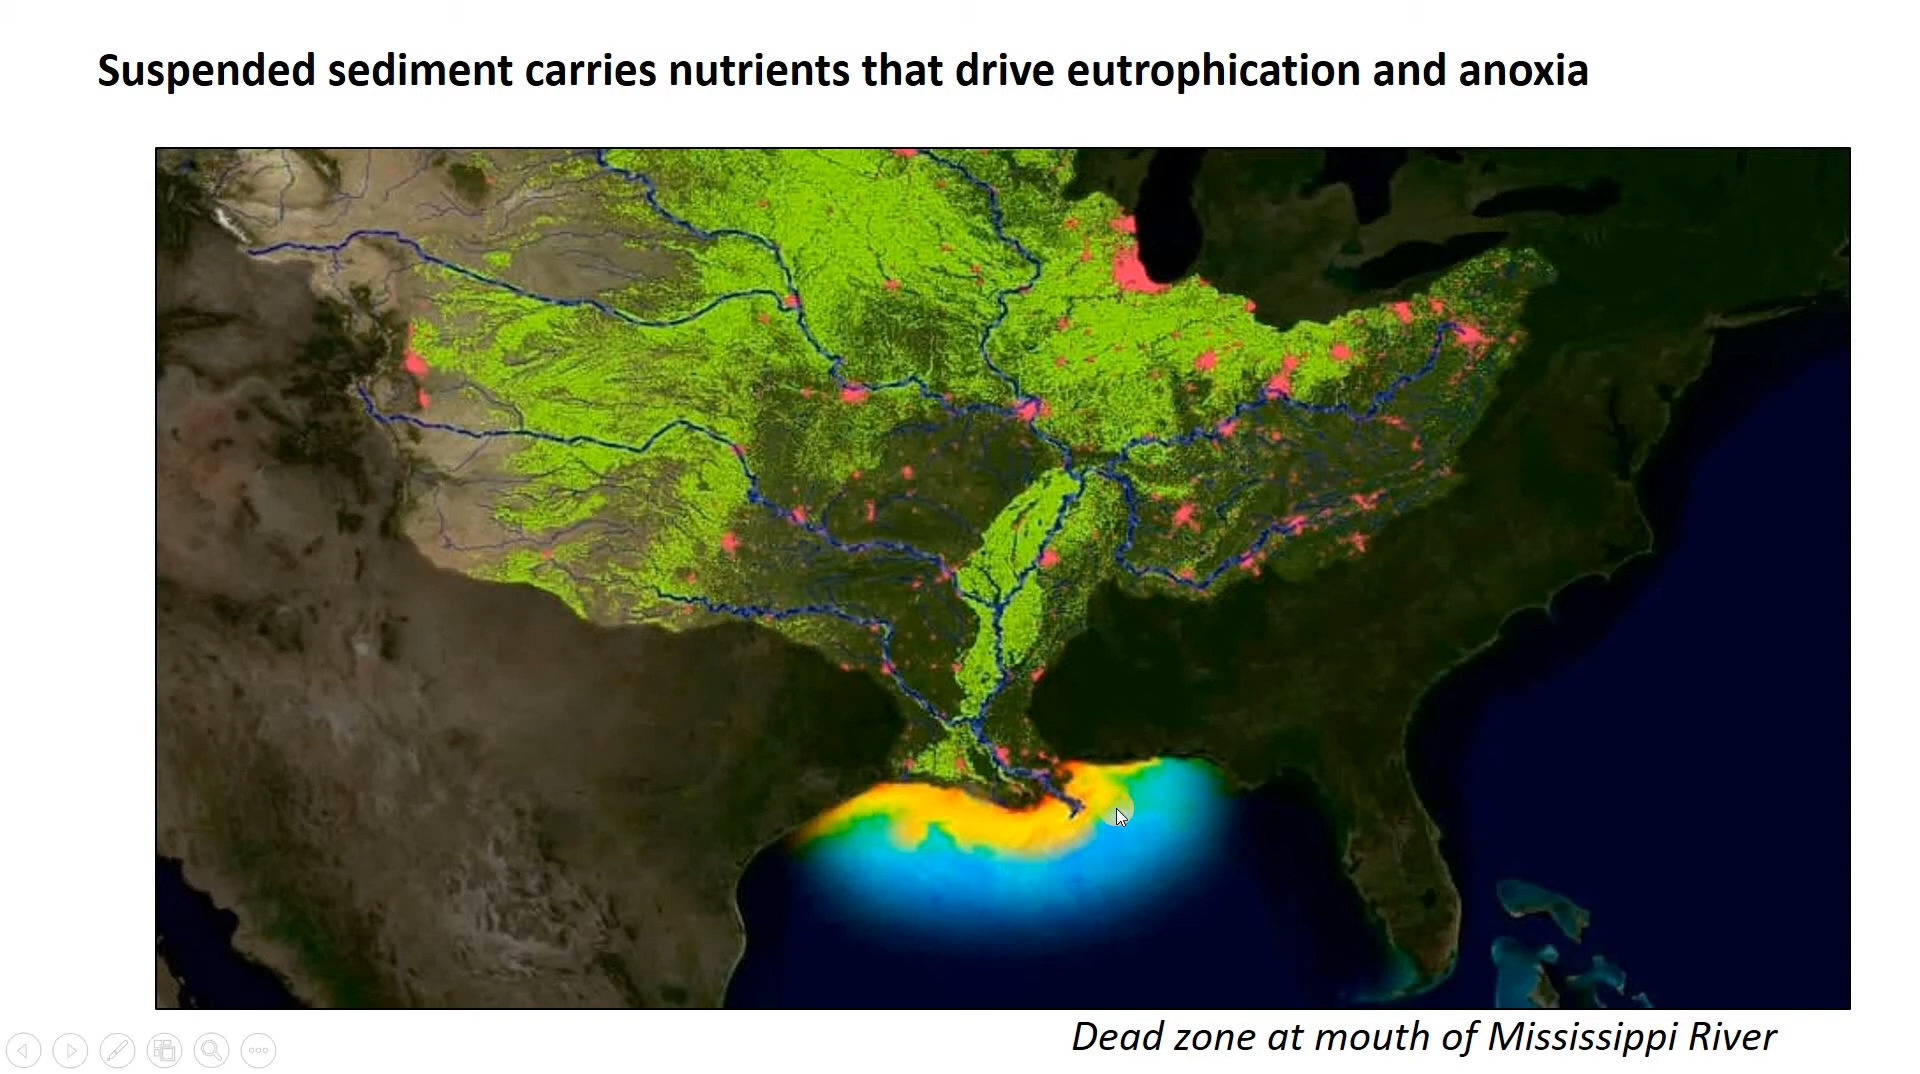 Suspended sediment carries nutrients that drive eutrophication and anoxia
Dead zone at mouth of Mississippi River